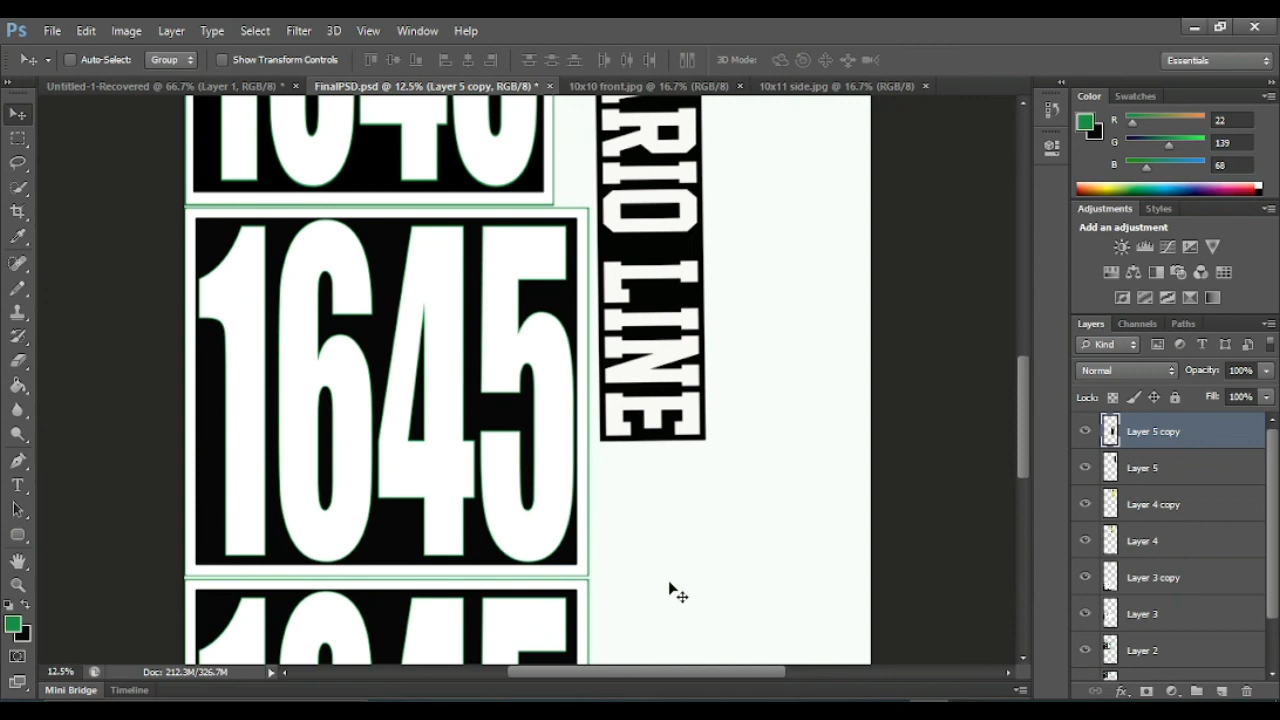 Ps File Edit Image Layer Type Select Filter 3D View Window Help
Auto-Select: Group Show Transform Controls 3D Mode: Essentials
Untitled-1-Recovered @ 66.7% (Layer 1, RGB/8) * × FinalPSD.psd @ 12.5% (Layer 5 copy, RGB/8) * × 10x10 front.jpg @ 16.7% (RGB/8) × 10x11 side.jpg @ 16.7% (RGB/8) ×
Color Swatches
R 22
G 139
B 68
Adjustments Styles
Add an adjustment
Layers Channels Paths
Kind
Normal Opacity: 100%
Lock: Fill: 100%
Layer 5 copy
Layer 5
Layer 4 copy
Layer 4
Layer 3 copy
Layer 3
Layer 2
1645
RIO LINE
12.5% Doc: 212.3M/326.7M
Mini Bridge Timeline